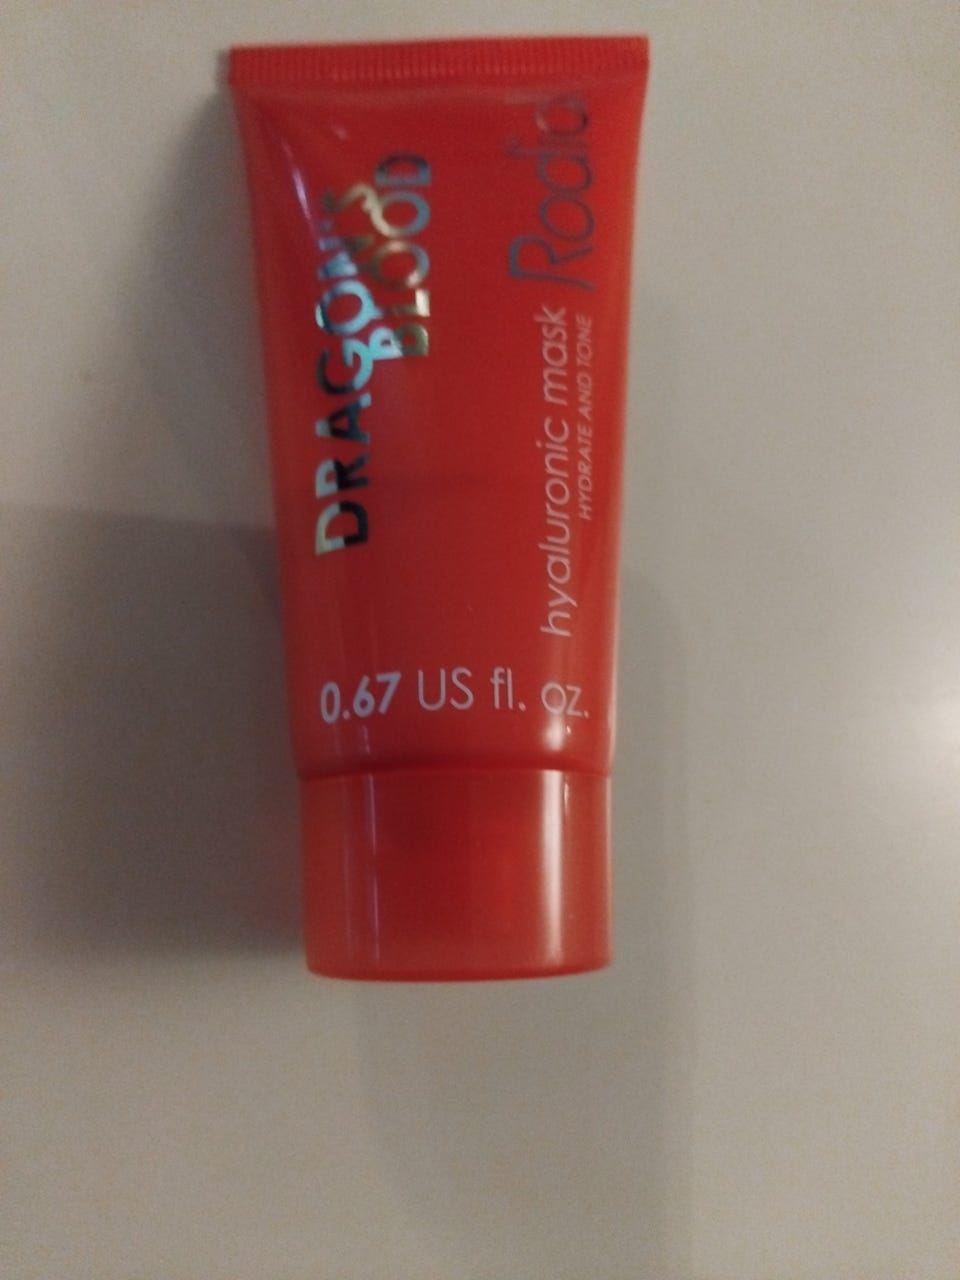 DRAGON'S
BLOOD
Rodial
hyaluronic mask
HYDRATE AND TONE
0.67 US fl. oz.